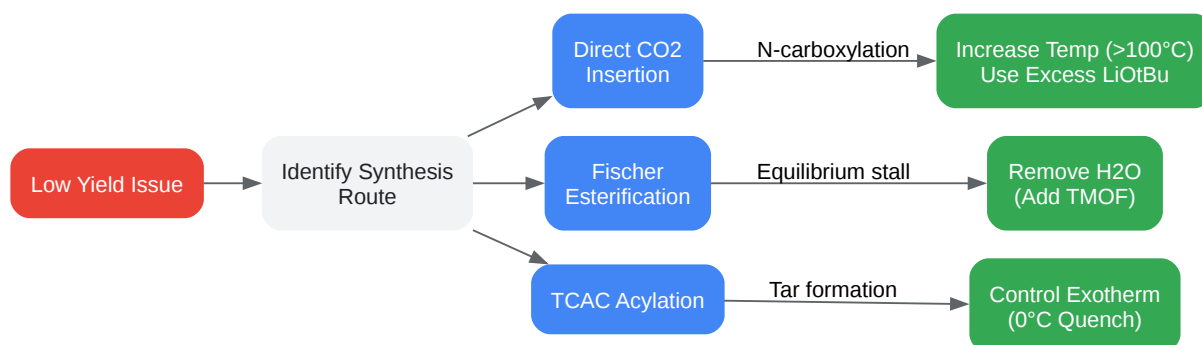 Direct CO2
Insertion
N-carboxylation
Increase Temp (>100°C)
Use Excess LiOtBu
Low Yield Issue
Identify Synthesis
Route
Fischer
Esterification
Equilibrium stall
Remove H2O
(Add TMOF)
TCAC Acylation
Tar formation
Control Exotherm
(0°C Quench)